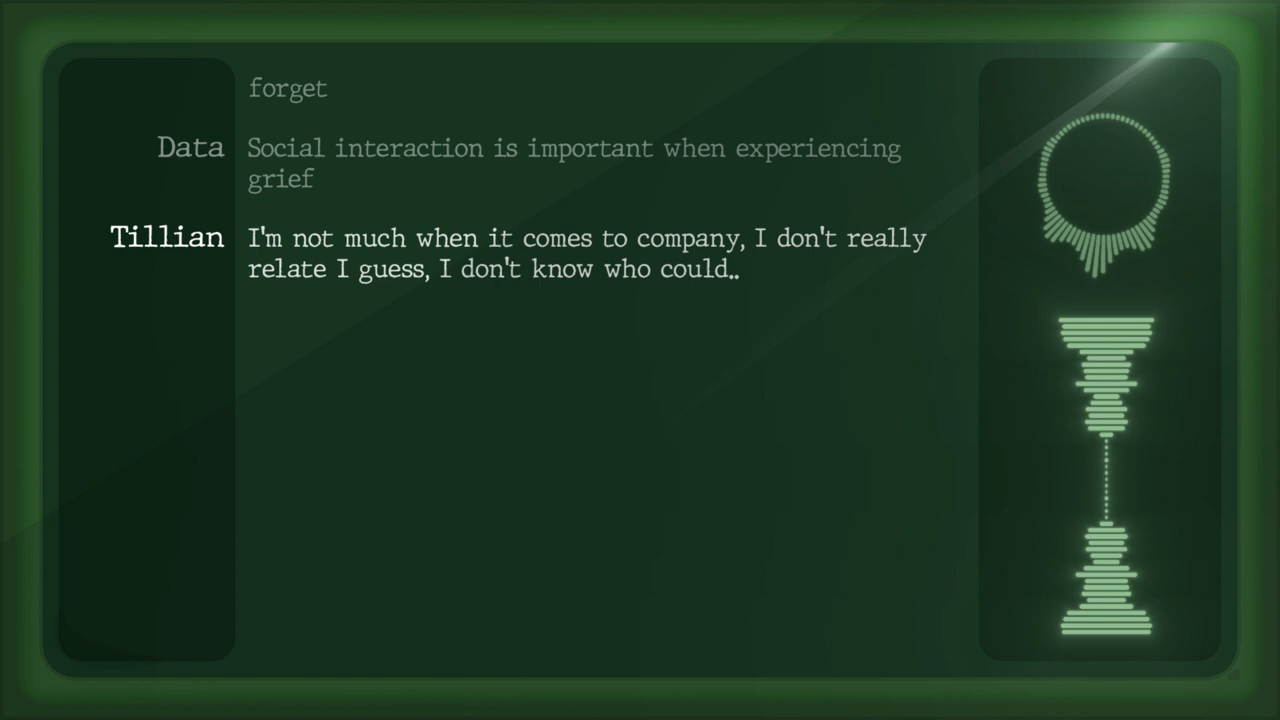 forget
Data Social interaction is important when experiencing
grief
Tillian I'm not much when it comes to company, I don't really
relate I guess, I don't know who could..